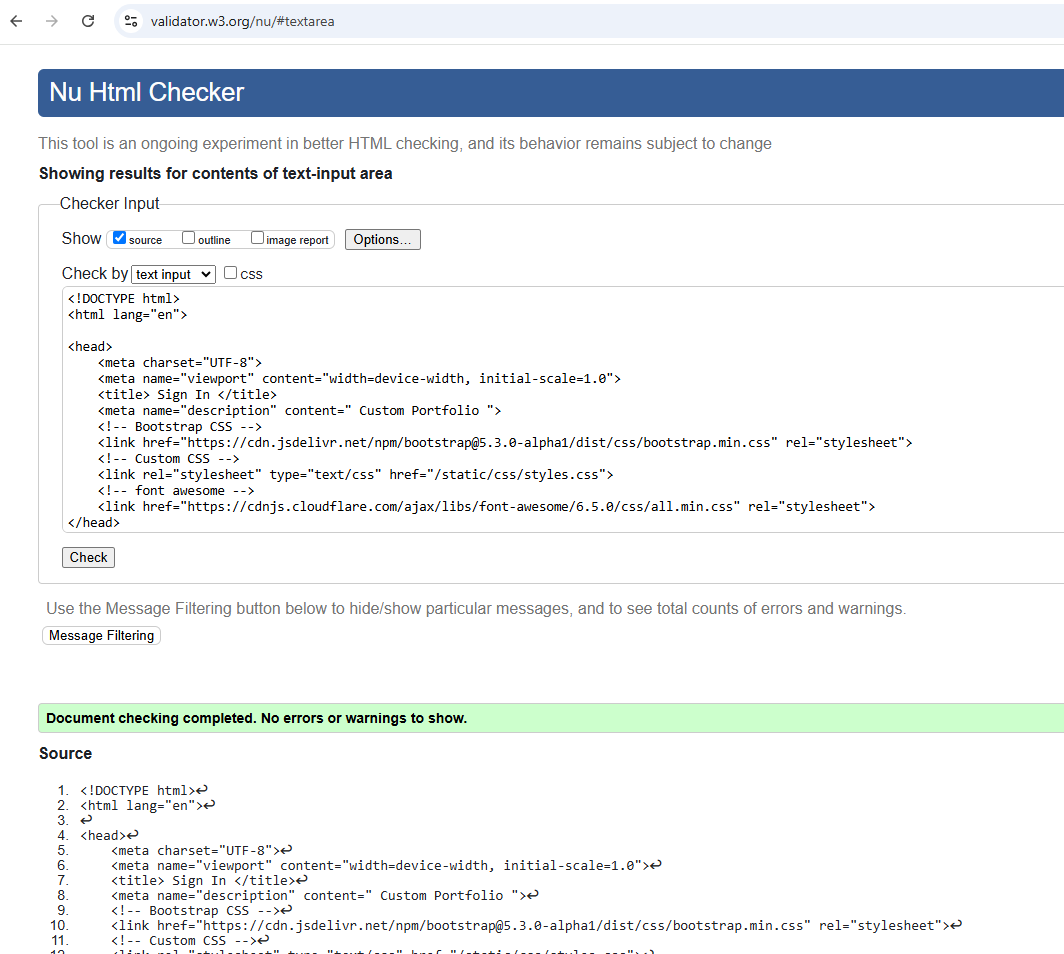 validator.w3.org/nu/#textarea
Nu Html Checker
This tool is an ongoing experiment in better HTML checking, and its behavior remains subject to change
Showing results for contents of text-input area
Checker Input
Show source outline image report Options...
Check by text input css
<!DOCTYPE html>
<html lang="en">
<head>
    <meta charset="UTF-8">
    <meta name="viewport" content="width=device-width, initial-scale=1.0">
    <title> Sign In </title>
    <meta name="description" content=" Custom Portfolio ">
    <!-- Bootstrap CSS -->
    <link href="https://cdn.jsdelivr.net/npm/bootstrap@5.3.0-alpha1/dist/css/bootstrap.min.css" rel="stylesheet">
    <!-- Custom CSS -->
    <link rel="stylesheet" type="text/css" href="/static/css/styles.css">
    <!-- font awesome -->
    <link href="https://cdnjs.cloudflare.com/ajax/libs/font-awesome/6.5.0/css/all.min.css" rel="stylesheet">
</head>
Check
Use the Message Filtering button below to hide/show particular messages, and to see total counts of errors and warnings.
Message Filtering
Document checking completed. No errors or warnings to show.
Source
1. <!DOCTYPE html>↩
2. <html lang="en">↩
3. ↩
4. <head>↩
5.     <meta charset="UTF-8">↩
6.     <meta name="viewport" content="width=device-width, initial-scale=1.0">↩
7.     <title> Sign In </title>↩
8.     <meta name="description" content=" Custom Portfolio ">↩
9.     <!-- Bootstrap CSS -->↩
10.     <link href="https://cdn.jsdelivr.net/npm/bootstrap@5.3.0-alpha1/dist/css/bootstrap.min.css" rel="stylesheet">↩
11.     <!-- Custom CSS -->↩
12.     <link rel="stylesheet" type="text/css" href="/static/css/styles.css">↩